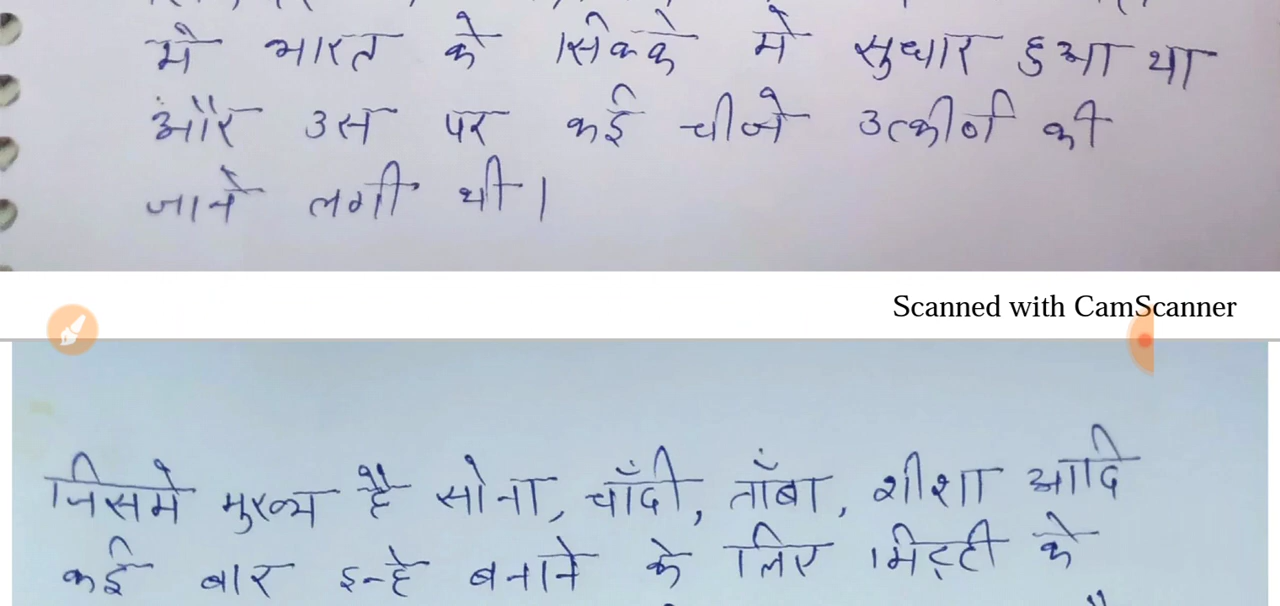 मे भारत के सिक्के मे सुधार हुआ था
और उस पर कई चीजे उत्कीर्ण की
जाने लगी थी।
Scanned with CamScanner
जिसमे मुख्य है सोना, चाँदी, ताँबा, शीशा आदि
कई बार इन्हे बनाने के लिए मिट्टी के